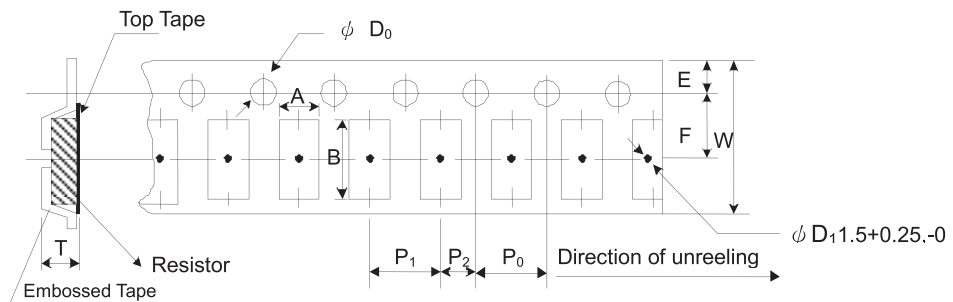 Top Tape
ϕ D₀
A
E
F
W
B
ϕ D₁ 1.5+0.25,-0
T
P₁
P₂
P₀
Direction of unreeling
Resistor
Embossed Tape